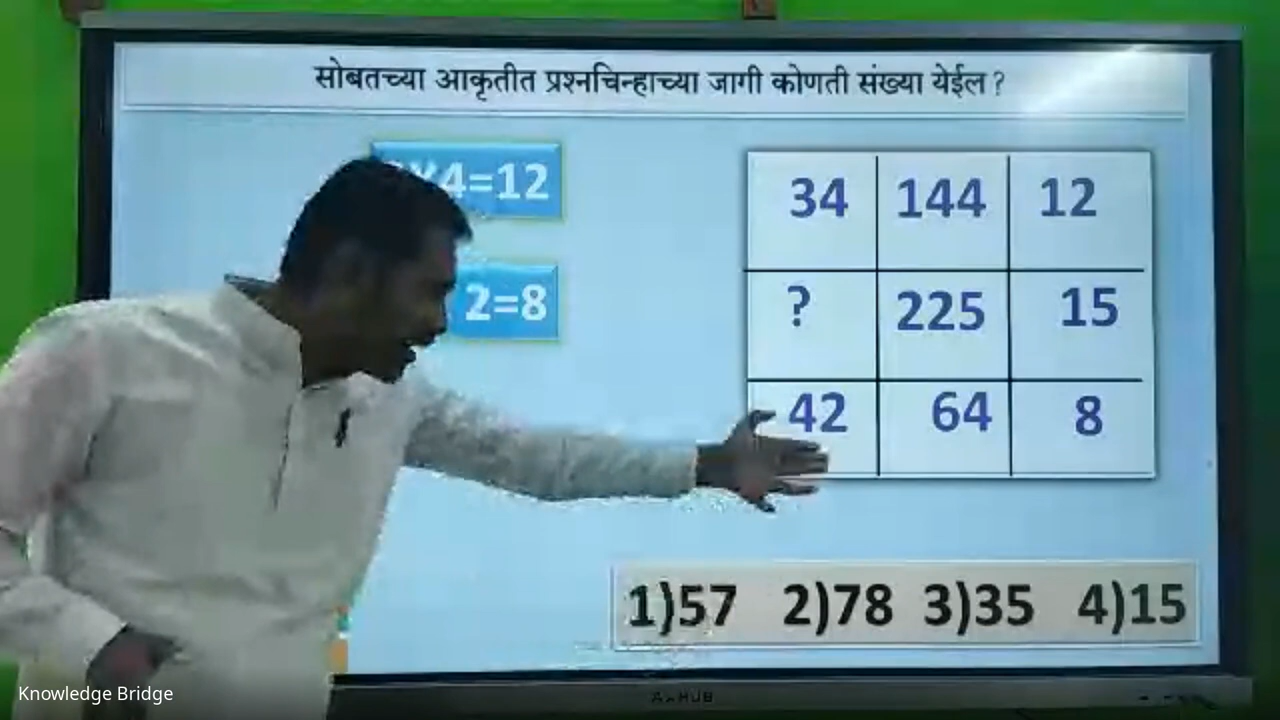 सोबतच्या आकृतीत प्रश्नचिन्हाच्या जागी कोणती संख्या येईल ?
4=12
2=8
34 144 12
? 225 15
42 64 8
1)57 2)78 3)35 4)15
Knowledge Bridge